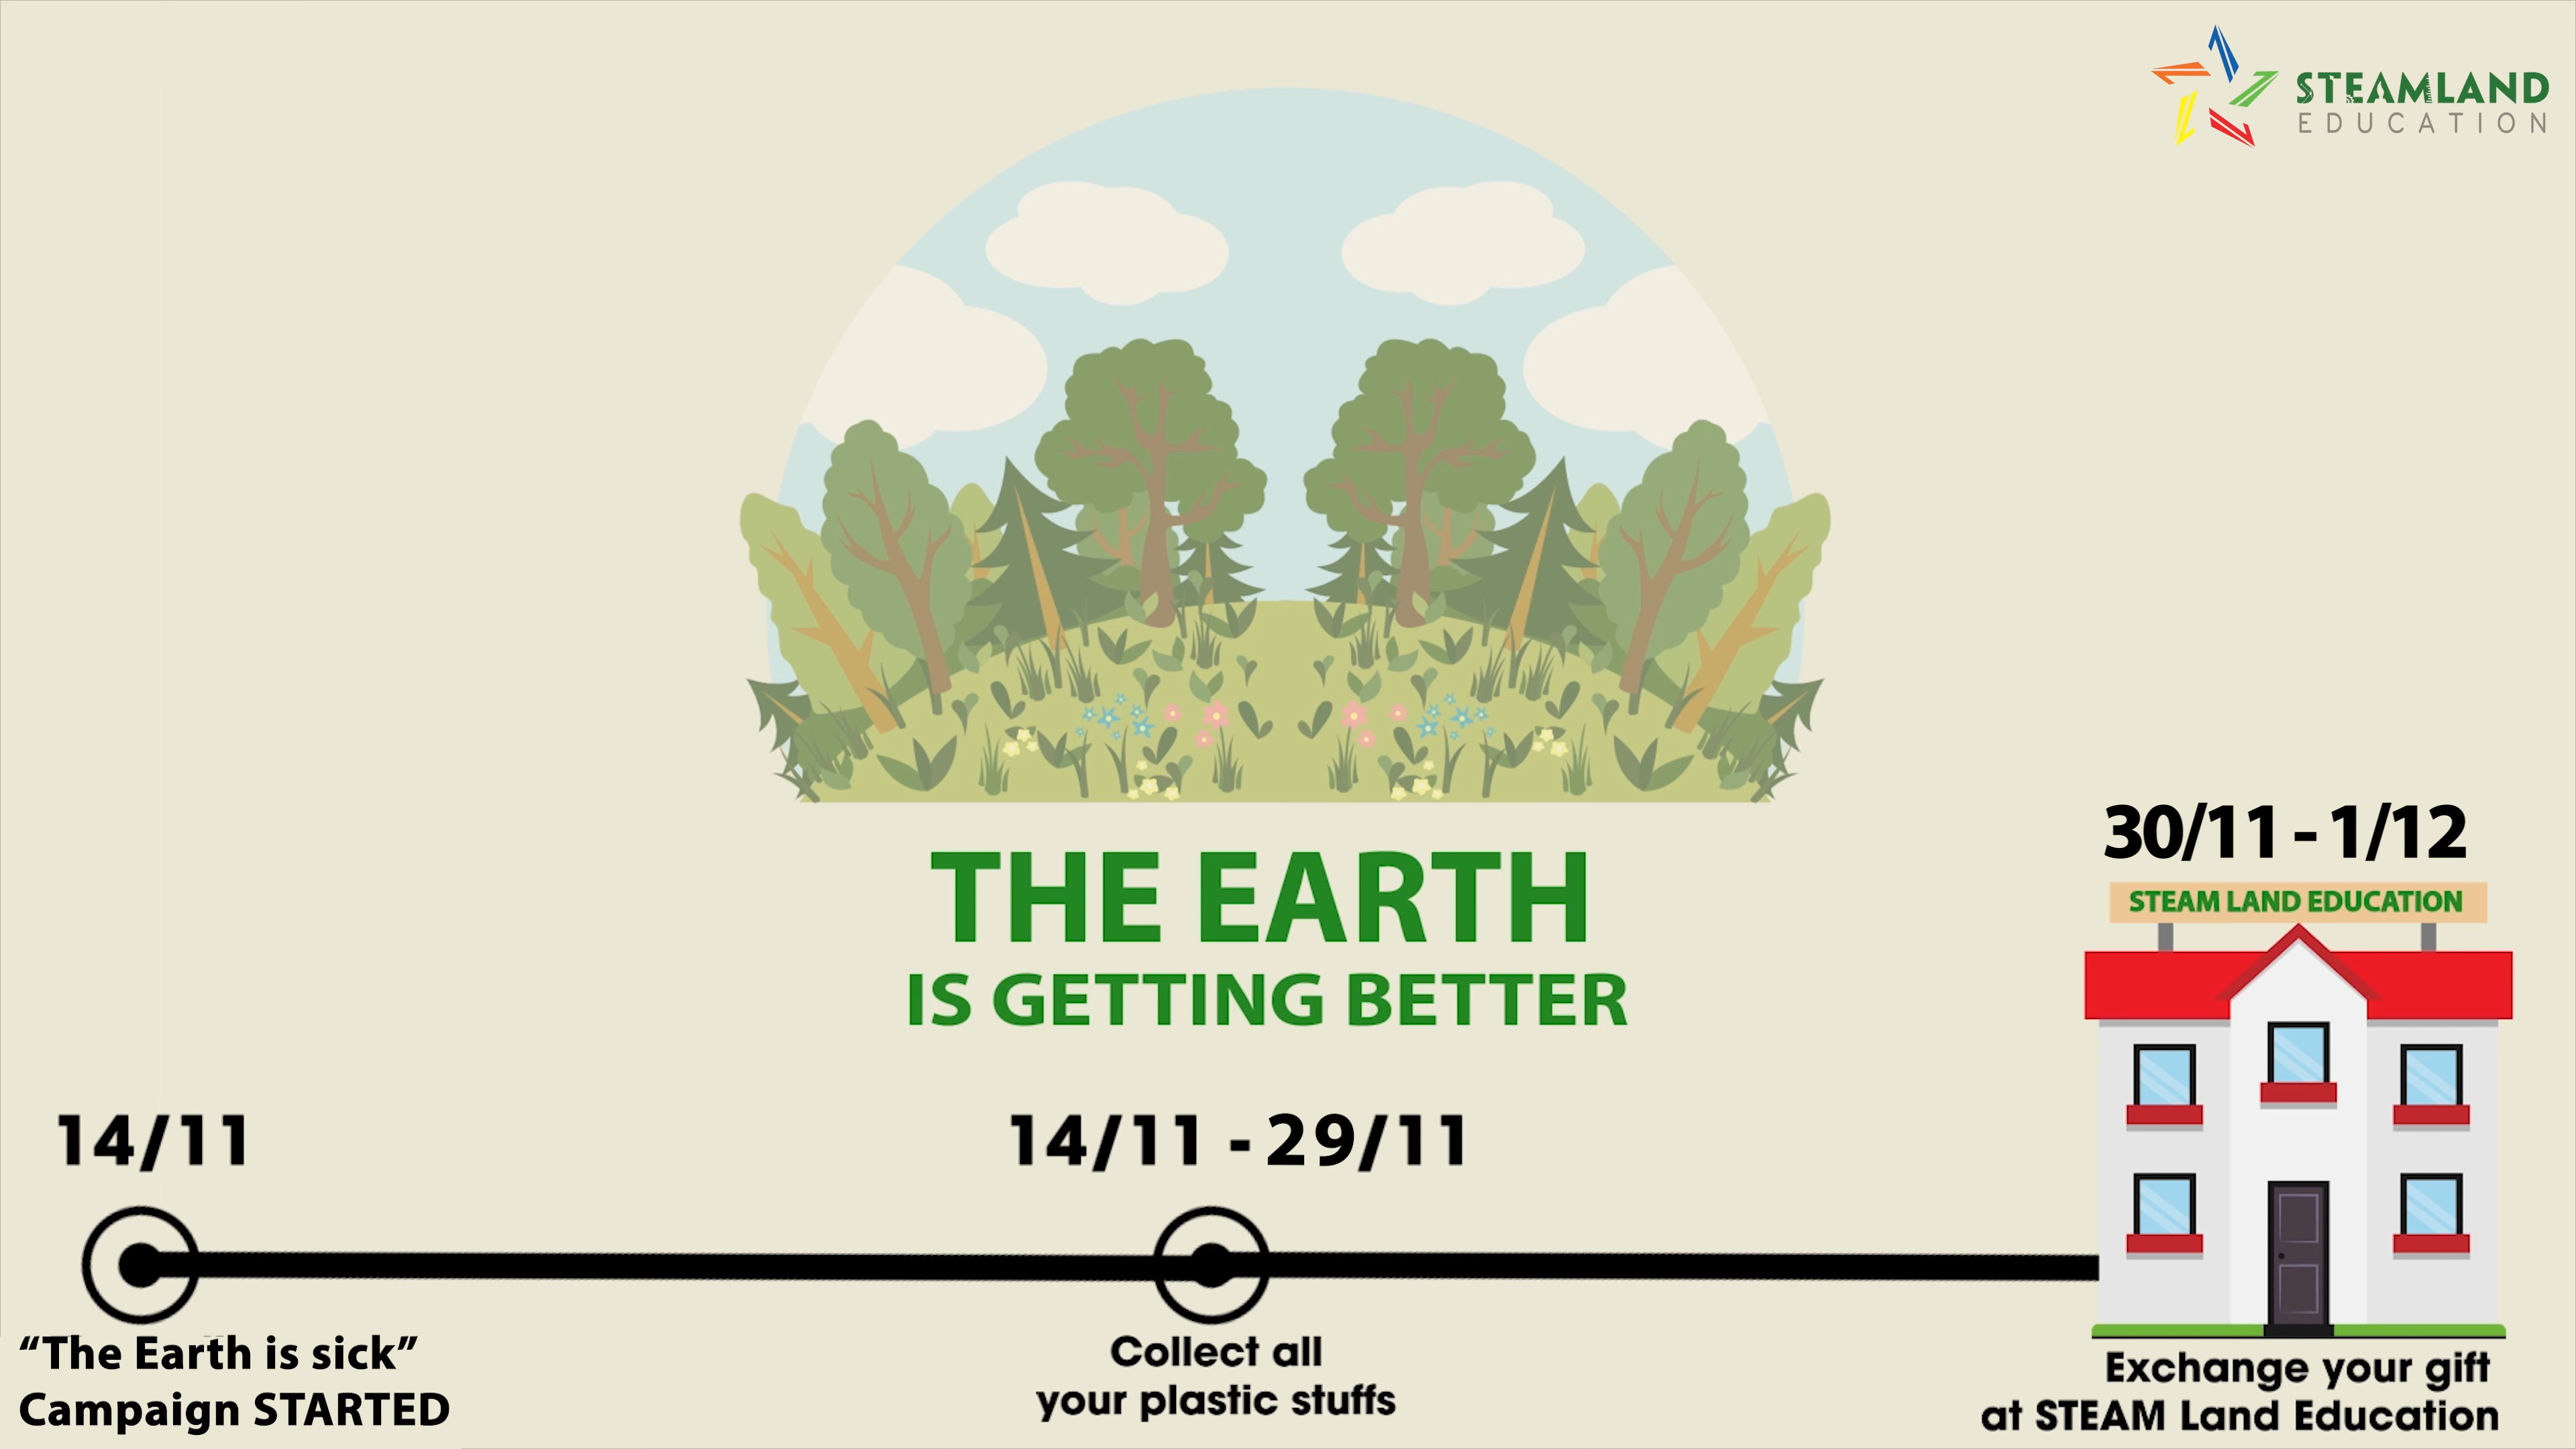 STEAMLAND
EDUCATION
THE EARTH
IS GETTING BETTER
14/11
"The Earth is sick"
Campaign STARTED
14/11 - 29/11
Collect all
your plastic stuffs
30/11 - 1/12
STEAM LAND EDUCATION
Exchange your gift
at STEAM Land Education